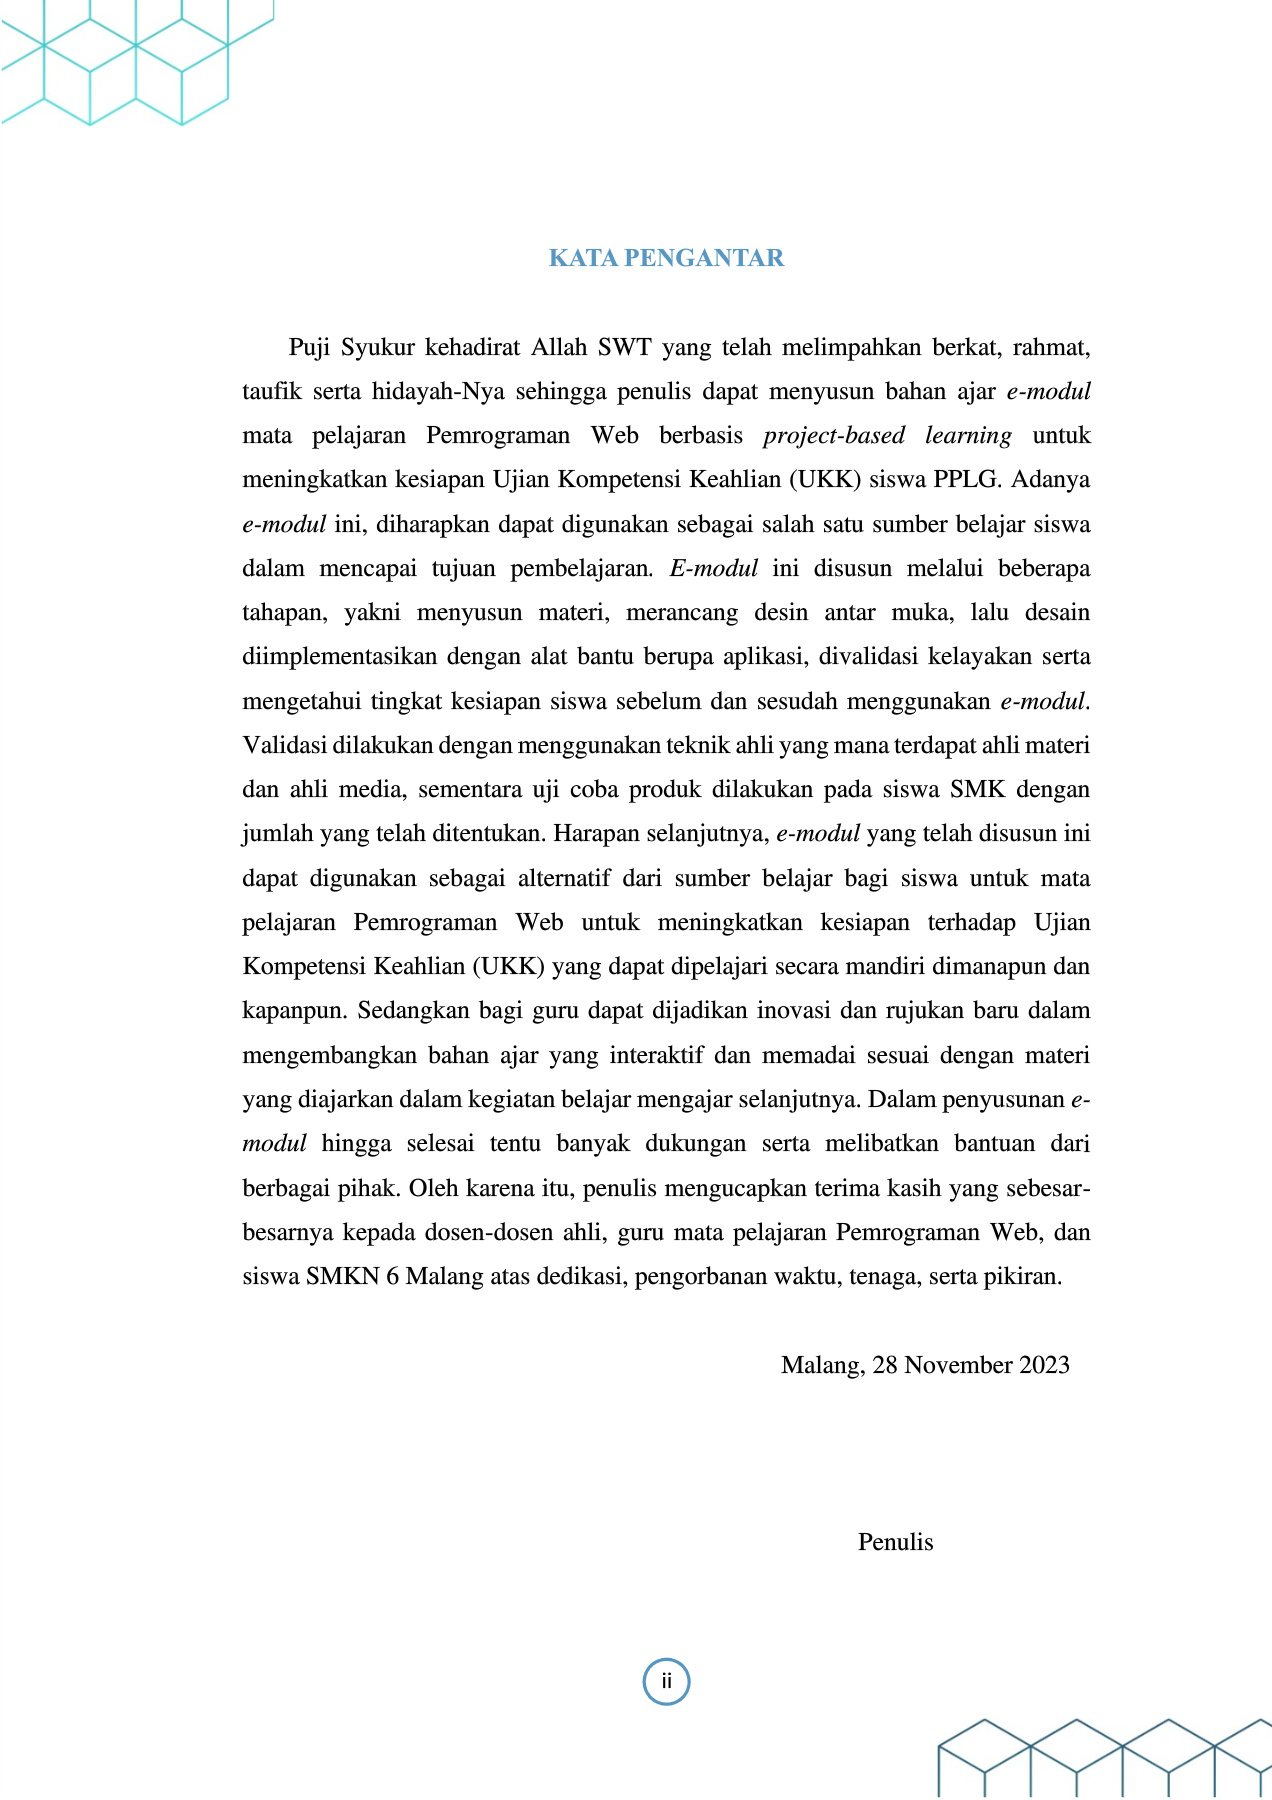 KATA PENGANTAR
Puji Syukur kehadirat Allah SWT yang telah melimpahkan berkat, rahmat,
taufik serta hidayah-Nya sehingga penulis dapat menyusun bahan ajar e-modul
mata pelajaran Pemrograman Web berbasis project-based learning untuk
meningkatkan kesiapan Ujian Kompetensi Keahlian (UKK) siswa PPLG. Adanya
e-modul ini, diharapkan dapat digunakan sebagai salah satu sumber belajar siswa
dalam mencapai tujuan pembelajaran. E-modul ini disusun melalui beberapa
tahapan, yakni menyusun materi, merancang desin antar muka, lalu desain
diimplementasikan dengan alat bantu berupa aplikasi, divalidasi kelayakan serta
mengetahui tingkat kesiapan siswa sebelum dan sesudah menggunakan e-modul.
Validasi dilakukan dengan menggunakan teknik ahli yang mana terdapat ahli materi
dan ahli media, sementara uji coba produk dilakukan pada siswa SMK dengan
jumlah yang telah ditentukan. Harapan selanjutnya, e-modul yang telah disusun ini
dapat digunakan sebagai alternatif dari sumber belajar bagi siswa untuk mata
pelajaran Pemrograman Web untuk meningkatkan kesiapan terhadap Ujian
Kompetensi Keahlian (UKK) yang dapat dipelajari secara mandiri dimanapun dan
kapanpun. Sedangkan bagi guru dapat dijadikan inovasi dan rujukan baru dalam
mengembangkan bahan ajar yang interaktif dan memadai sesuai dengan materi
yang diajarkan dalam kegiatan belajar mengajar selanjutnya. Dalam penyusunan e-
modul hingga selesai tentu banyak dukungan serta melibatkan bantuan dari
berbagai pihak. Oleh karena itu, penulis mengucapkan terima kasih yang sebesar-
besarnya kepada dosen-dosen ahli, guru mata pelajaran Pemrograman Web, dan
siswa SMKN 6 Malang atas dedikasi, pengorbanan waktu, tenaga, serta pikiran.
Malang, 28 November 2023
Penulis
ii